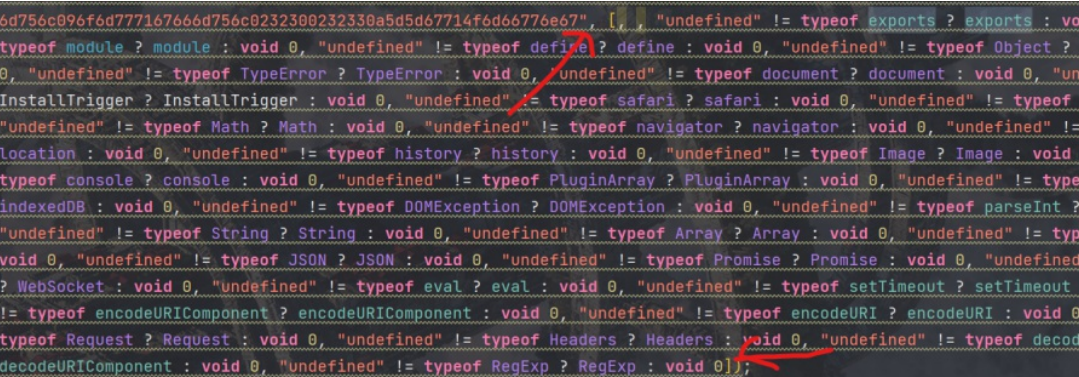 6d756c096f6d777167666d756c0232300232330a5d5d67714f6d66776e67", [, , "undefined" != typeof exports ? exports : vo
typeof module ? module : void 0, "undefined" != typeof define ? define : void 0, "undefined" != typeof Object ?
0, "undefined" != typeof TypeError ? TypeError : void 0, "undefined" != typeof document ? document : void 0, "un
InstallTrigger ? InstallTrigger : void 0, "undefined" != typeof safari ? safari : void 0, "undefined" != typeof
"undefined" != typeof Math ? Math : void 0, "undefined" != typeof navigator ? navigator : void 0, "undefined" !=
location : void 0, "undefined" != typeof history ? history : void 0, "undefined" != typeof Image ? Image : void
typeof console ? console : void 0, "undefined" != typeof PluginArray ? PluginArray : void 0, "undefined" != type
indexedDB : void 0, "undefined" != typeof DOMException ? DOMException : void 0, "undefined" != typeof parseInt ?
"undefined" != typeof String ? String : void 0, "undefined" != typeof Array ? Array : void 0, "undefined" != typ
void 0, "undefined" != typeof JSON ? JSON : void 0, "undefined" != typeof Promise ? Promise : void 0, "undefined
? WebSocket : void 0, "undefined" != typeof eval ? eval : void 0, "undefined" != typeof setTimeout ? setTimeout
!= typeof encodeURIComponent ? encodeURIComponent : void 0, "undefined" != typeof encodeURI ? encodeURI : void 0
typeof Request ? Request : void 0, "undefined" != typeof Headers ? Headers : void 0, "undefined" != typeof decod
decodeURIComponent : void 0, "undefined" != typeof RegExp ? RegExp : void 0]);